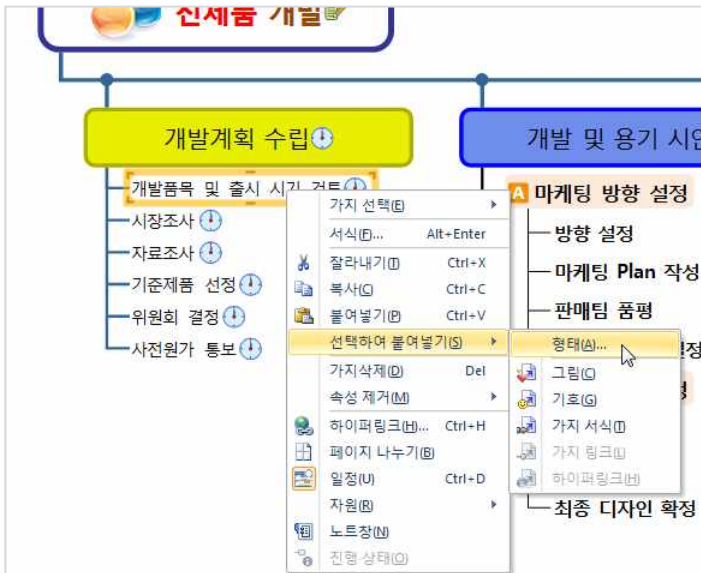 신제품 개발
개발계획 수립
개발 및 용기 시안
개발품목 및 출시 시기 검토
시장조사
자료조사
기준제품 선정
위원회 결정
사전원가 통보
A 마케팅 방향 설정
방향 설정
마케팅 Plan 작성
판매팀 품평
최종 디자인 확정
가지 선택(E)
서식(F)... Alt+Enter
잘라내기(T) Ctrl+X
복사(C) Ctrl+C
붙여넣기(P) Ctrl+V
선택하여 붙여넣기(S)
가지삭제(D) Del
속성 제거(M)
하이퍼링크(H)... Ctrl+H
페이지 나누기(B)
일정(U) Ctrl+D
자원(R)
노트창(N)
진행 상태(O)
형태(A)...
그림(C)
기호(G)
가지 서식(T)
가지 링크(L)
하이퍼링크(H)